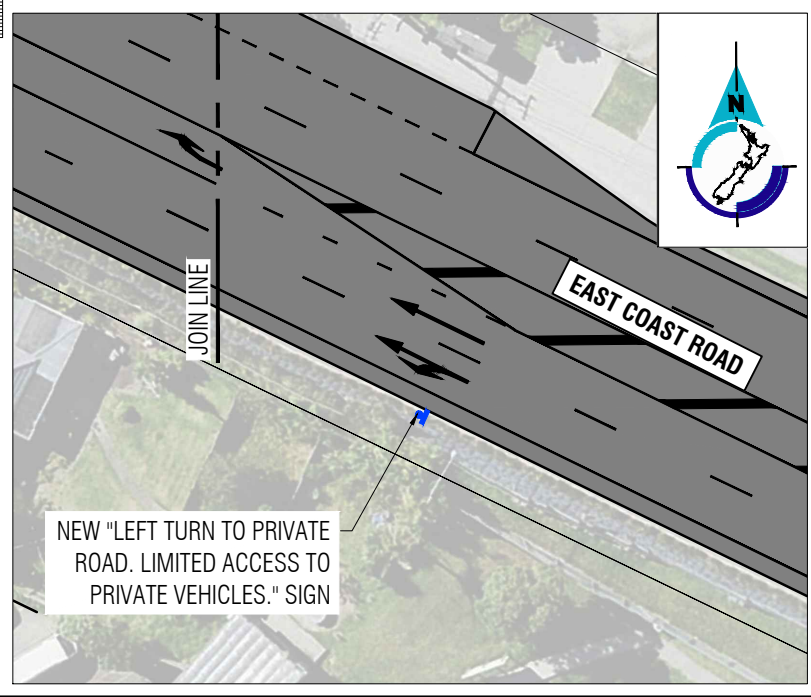 N
EAST COAST ROAD
JOIN LINE
NEW "LEFT TURN TO PRIVATE
ROAD. LIMITED ACCESS TO
PRIVATE VEHICLES." SIGN